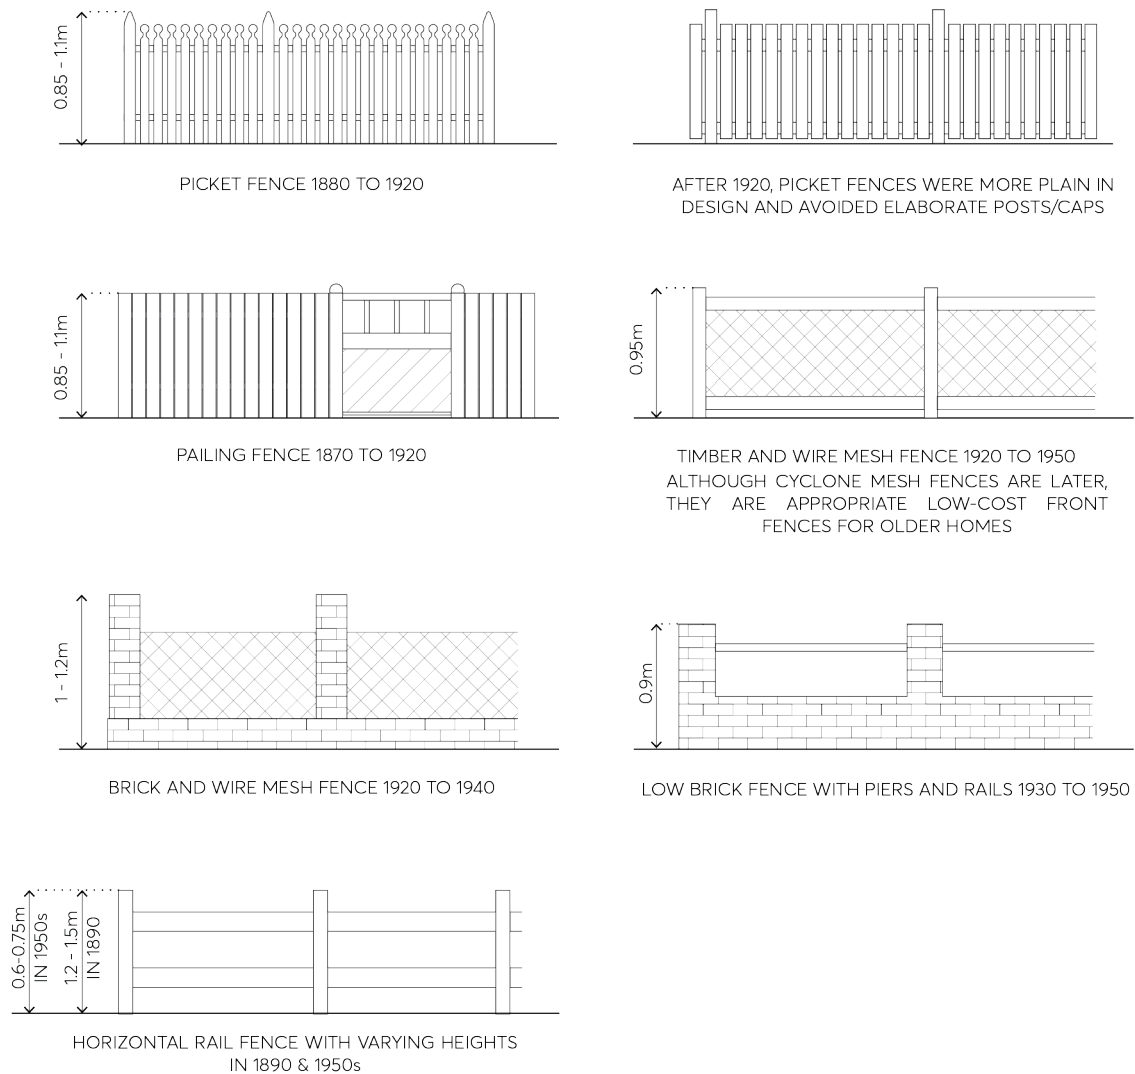 0.85 - 1.1m
PICKET FENCE 1880 TO 1920
AFTER 1920, PICKET FENCES WERE MORE PLAIN IN
DESIGN AND AVOIDED ELABORATE POSTS/CAPS
0.85 - 1.1m
PAILING FENCE 1870 TO 1920
0.95m
TIMBER AND WIRE MESH FENCE 1920 TO 1950
ALTHOUGH CYCLONE MESH FENCES ARE LATER,
THEY ARE APPROPRIATE LOW-COST FRONT
FENCES FOR OLDER HOMES
1 - 1.2m
BRICK AND WIRE MESH FENCE 1920 TO 1940
0.9m
LOW BRICK FENCE WITH PIERS AND RAILS 1930 TO 1950
0.6-0.75m
IN 1950s
1.2 - 1.5m
IN 1890
HORIZONTAL RAIL FENCE WITH VARYING HEIGHTS
IN 1890 & 1950s